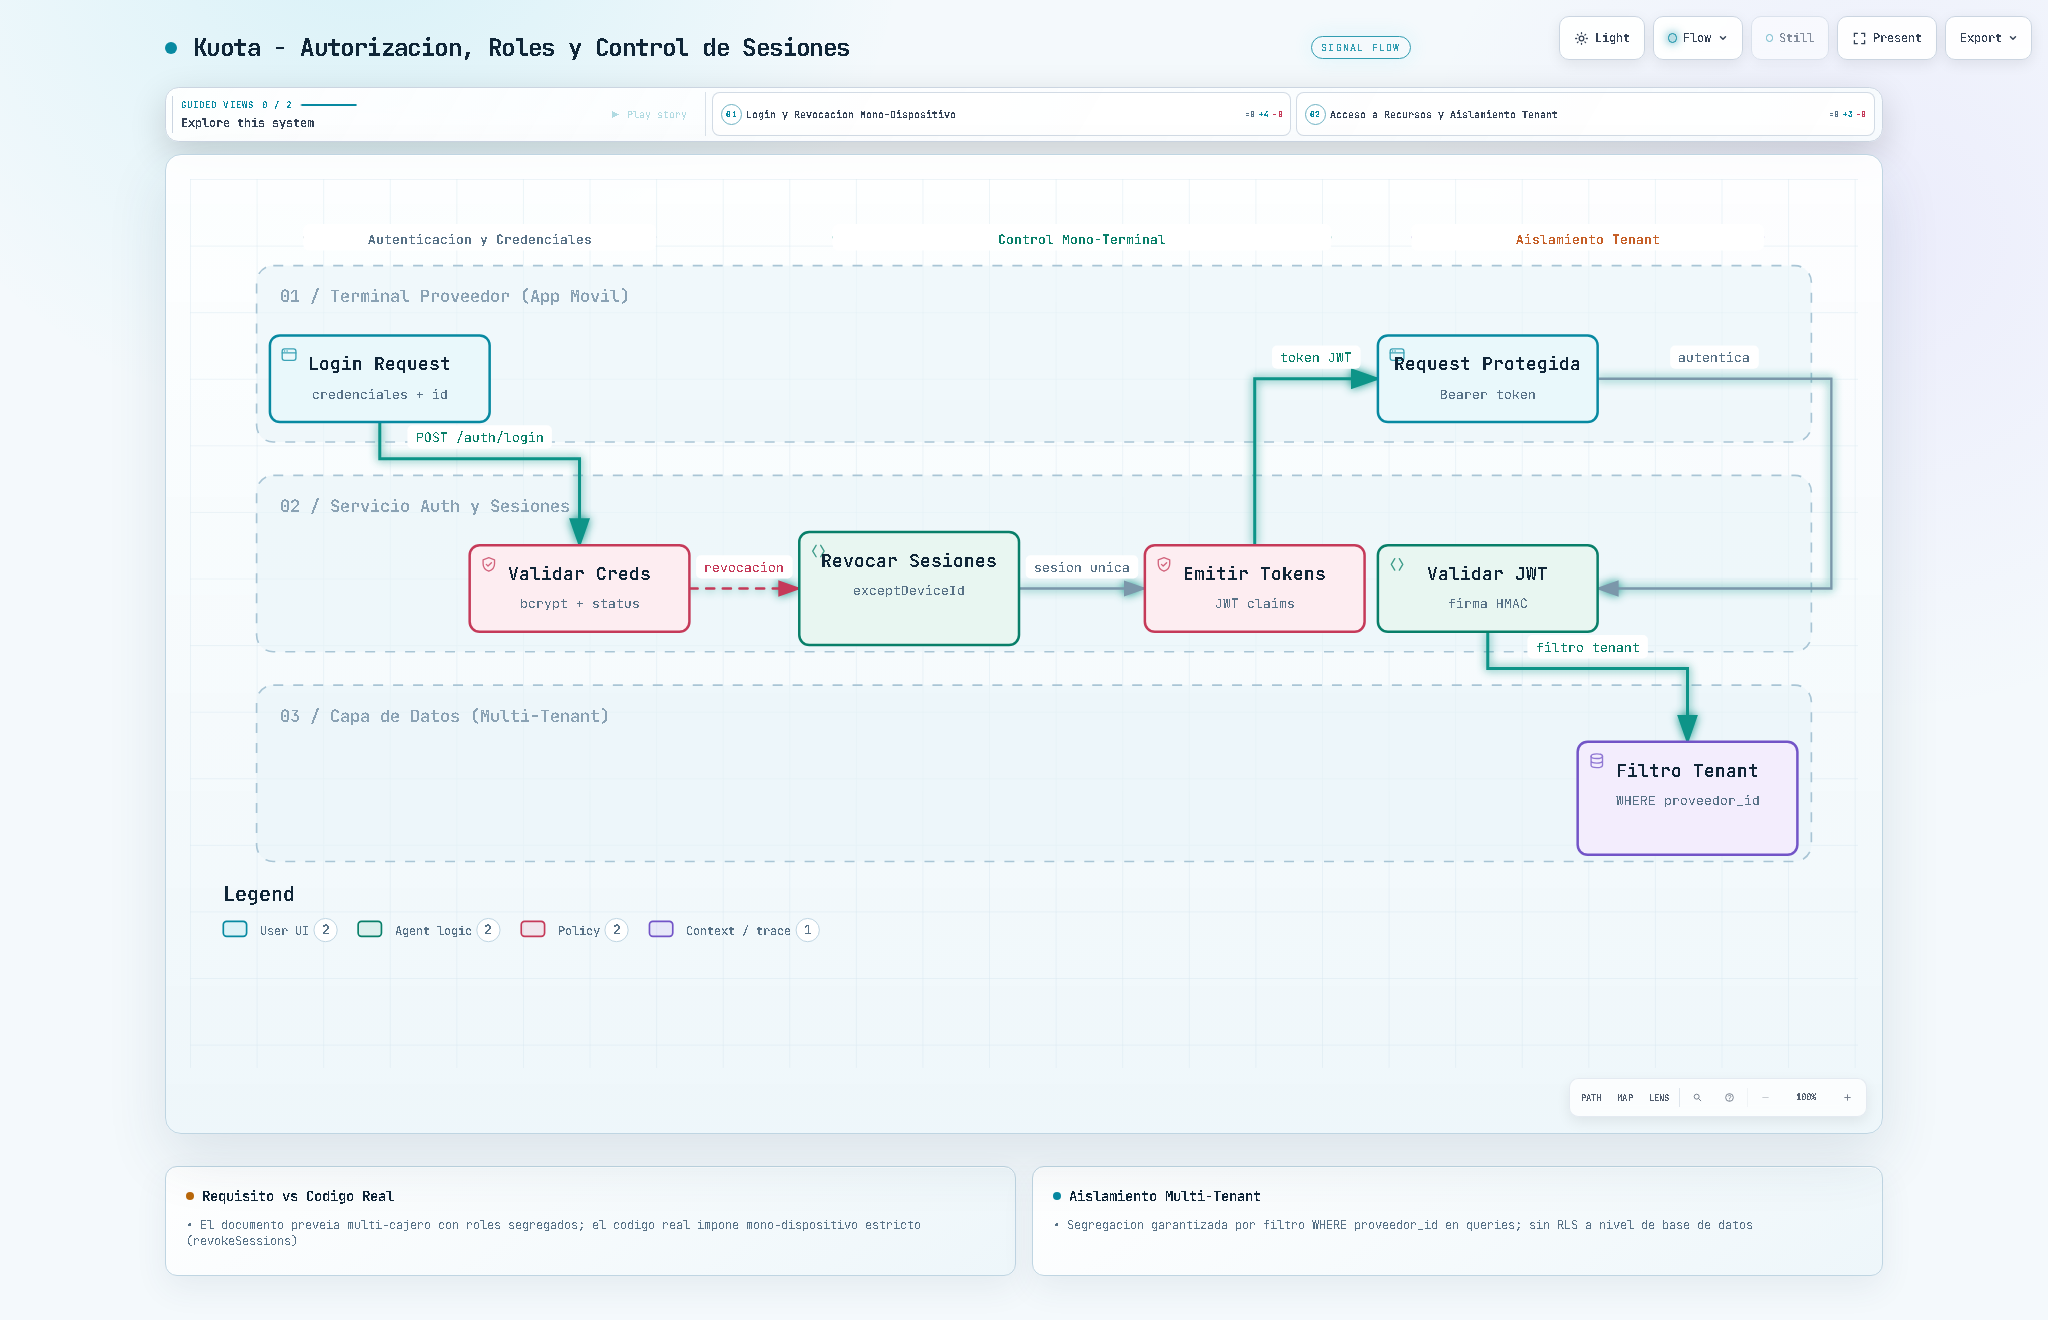 Kuota - Autorizacion, Roles y Control de Sesiones
SIGNAL FLOW
Light
Flow
Still
Present
Export
GUIDED VIEWS 0 / 2
Explore this system
Play story
01 Login y Revocacion Mono-Dispositivo
=0 +4 -0
02 Acceso a Recursos y Aislamiento Tenant
=0 +3 -0
Autenticacion y Credenciales
Control Mono-Terminal
Aislamiento Tenant
01 / Terminal Proveedor (App Movil)
Login Request
credenciales + id
token JWT
Request Protegida
Bearer token
autentica
POST /auth/login
02 / Servicio Auth y Sesiones
Validar Creds
bcrypt + status
revocacion
Revocar Sesiones
exceptDeviceId
sesion unica
Emitir Tokens
JWT claims
Validar JWT
firma HMAC
filtro tenant
03 / Capa de Datos (Multi-Tenant)
Filtro Tenant
WHERE proveedor_id
Legend
User UI 2
Agent logic 2
Policy 2
Context / trace 1
PATH
MAP
LENS
100%
Requisito vs Codigo Real
• El documento preveia multi-cajero con roles segregados; el codigo real impone mono-dispositivo estricto
(revokeSessions)
Aislamiento Multi-Tenant
• Segregacion garantizada por filtro WHERE proveedor_id en queries; sin RLS a nivel de base de datos